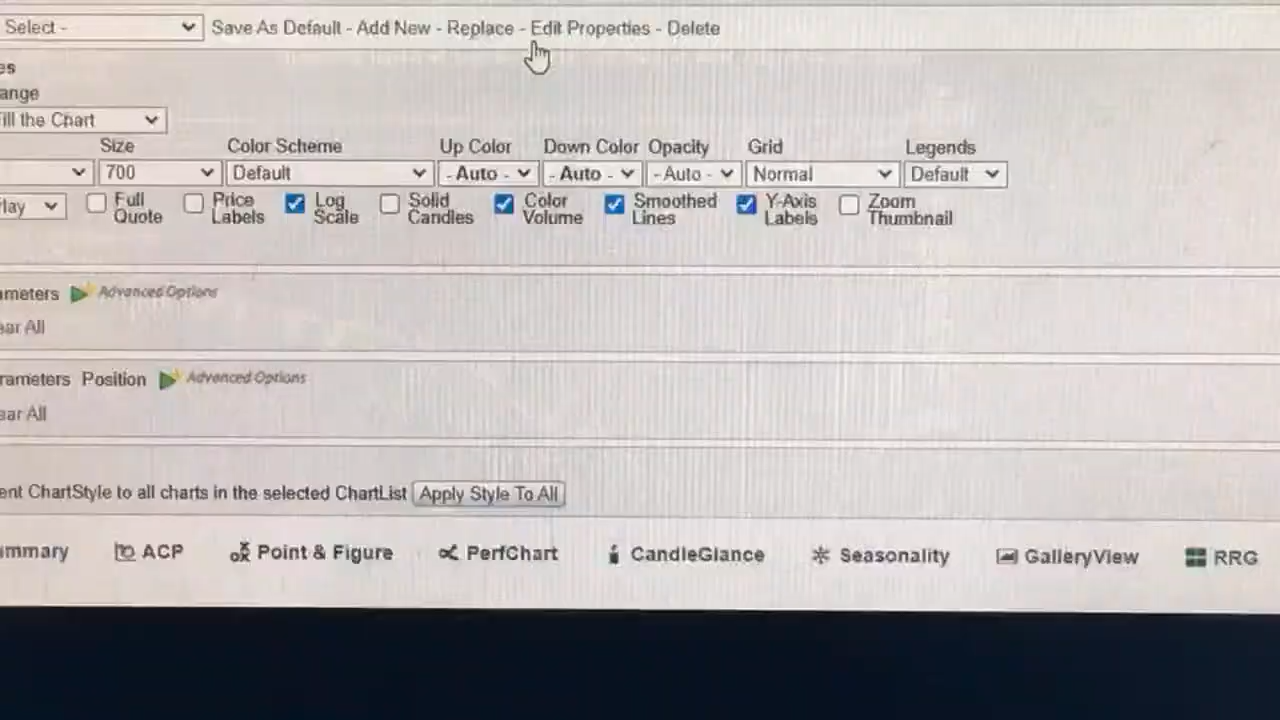 Select -
Save As Default - Add New - Replace - Edit Properties - Delete
ange
ill the Chart
Size Color Scheme Up Color Down Color Opacity Grid Legends
700 Default - Auto - - Auto - - Auto - Normal Default
lay Full Quote Price Labels Log Scale Solid Candles Color Volume Smoothed Lines Y-Axis Labels Zoom Thumbnail
ameters Advanced Options
ear All
rameters Position Advanced Options
ear All
ent ChartStyle to all charts in the selected ChartList Apply Style To All
mmary ACP Point & Figure PerfChart CandleGlance Seasonality GalleryView RRG